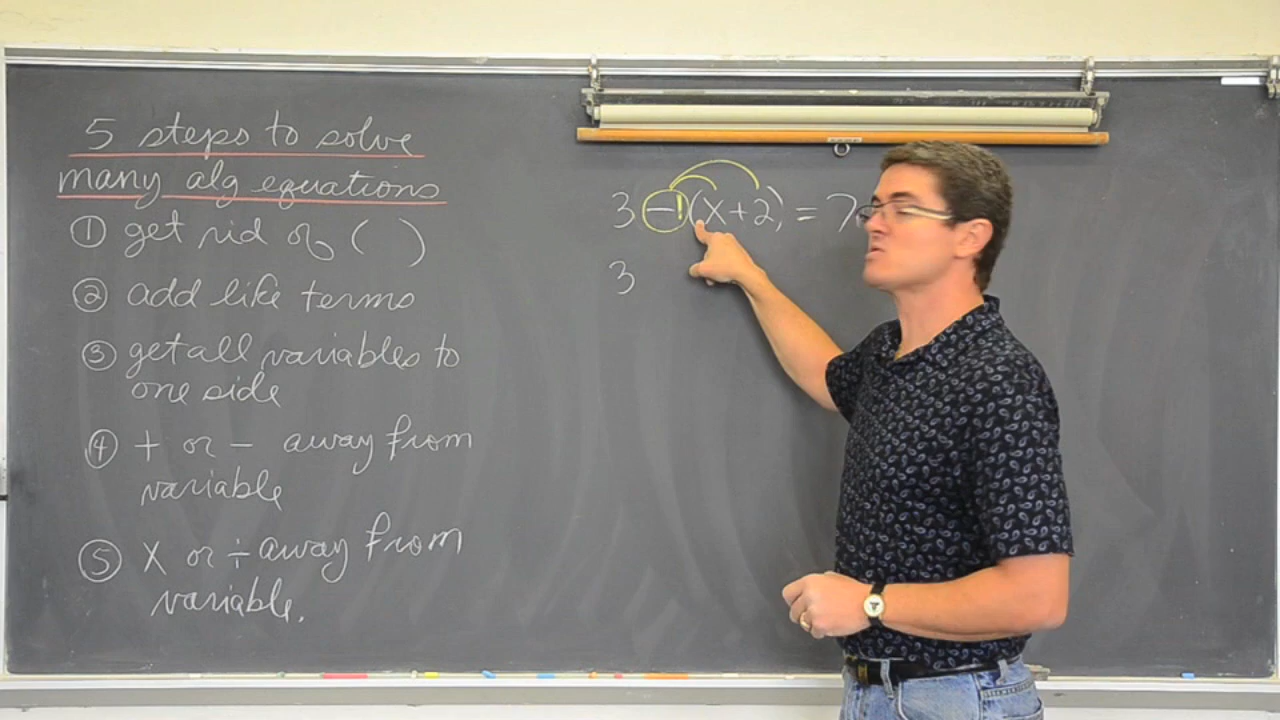 5 steps to solve
many alg equations
① get rid of ( )
② add like terms
③ get all variables to
one side
④ + or − away from
variable
⑤ X or ÷ away from
variable.
3 −1(x+2) = 7
3